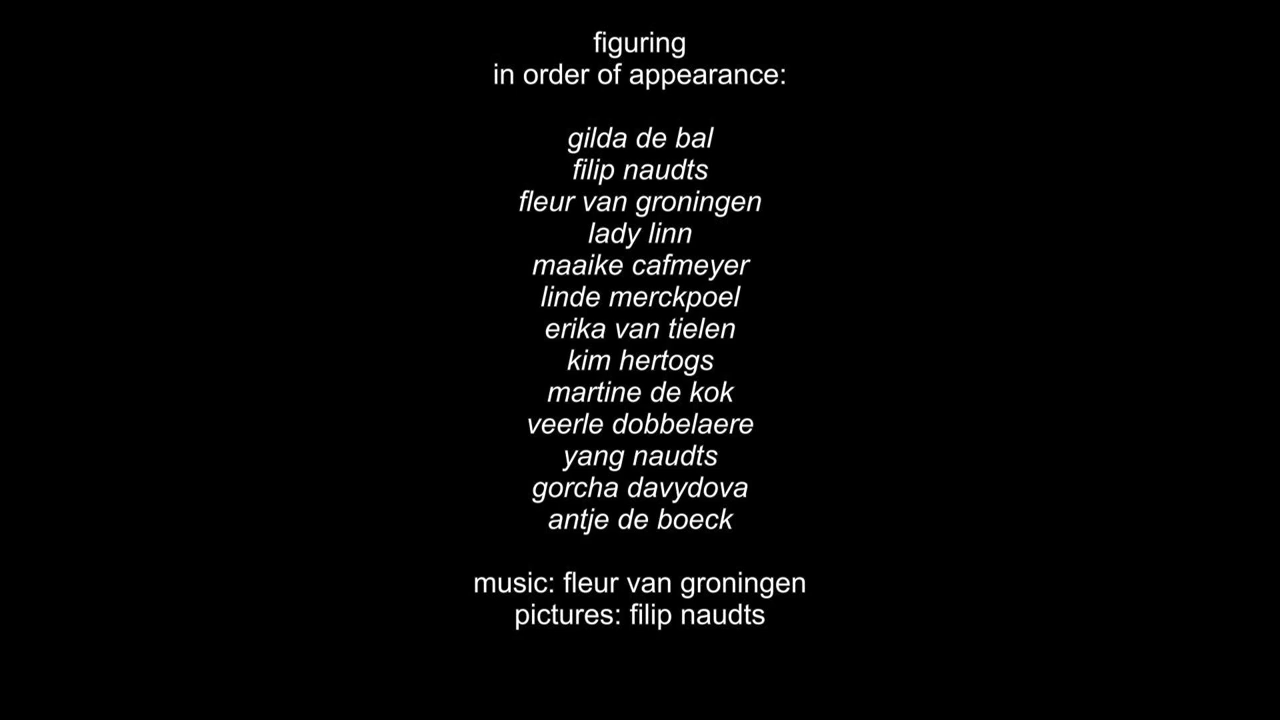 figuring
in order of appearance:
gilda de bal
filip naudts
fleur van groningen
lady linn
maaike cafmeyer
linde merckpoel
erika van tielen
kim hertogs
martine de kok
veerle dobbelaere
yang naudts
gorcha davydova
antje de boeck
music: fleur van groningen
pictures: filip naudts